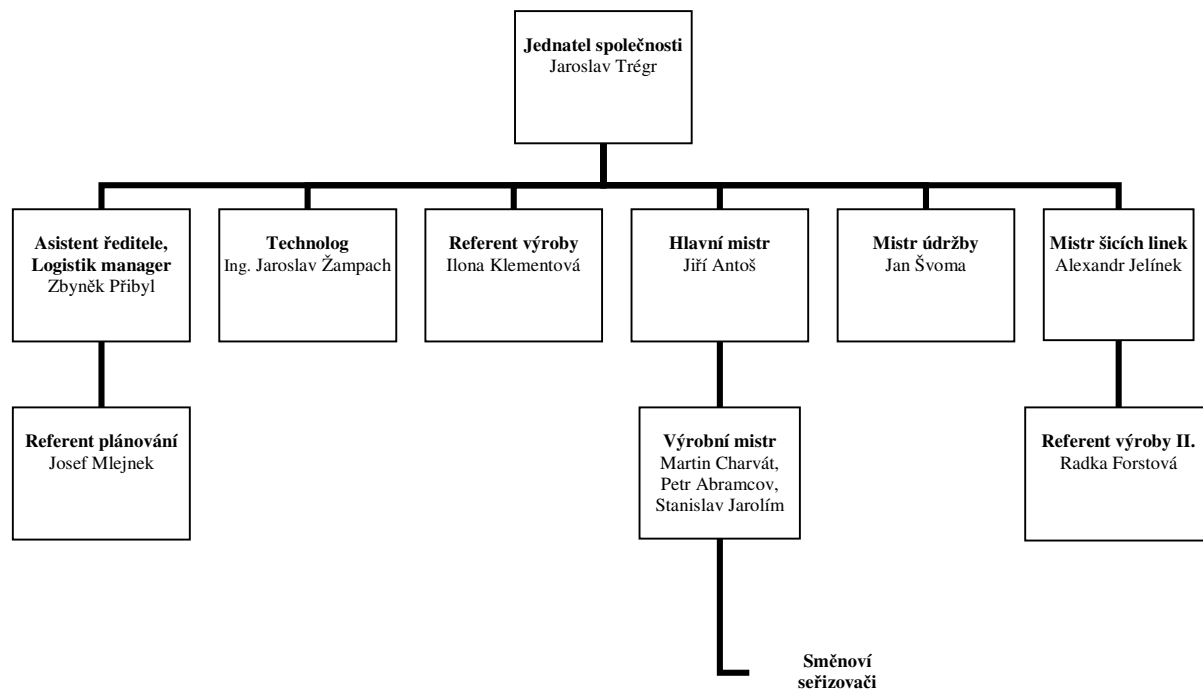 Jednatel společnosti
Jaroslav Trégr
Asistent ředitele,
Logistik manager
Zbyněk Přibyl
Technolog
Ing. Jaroslav Žampach
Referent výroby
Ilona Klementová
Hlavní mistr
Jiří Antoš
Mistr údržby
Jan Švoma
Mistr šicích linek
Alexandr Jelínek
Referent plánování
Josef Mlejnek
Výrobní mistr
Martin Charvát,
Petr Abramcov,
Stanislav Jarolím
Referent výroby II.
Radka Forstová
Směnoví
seřizovači